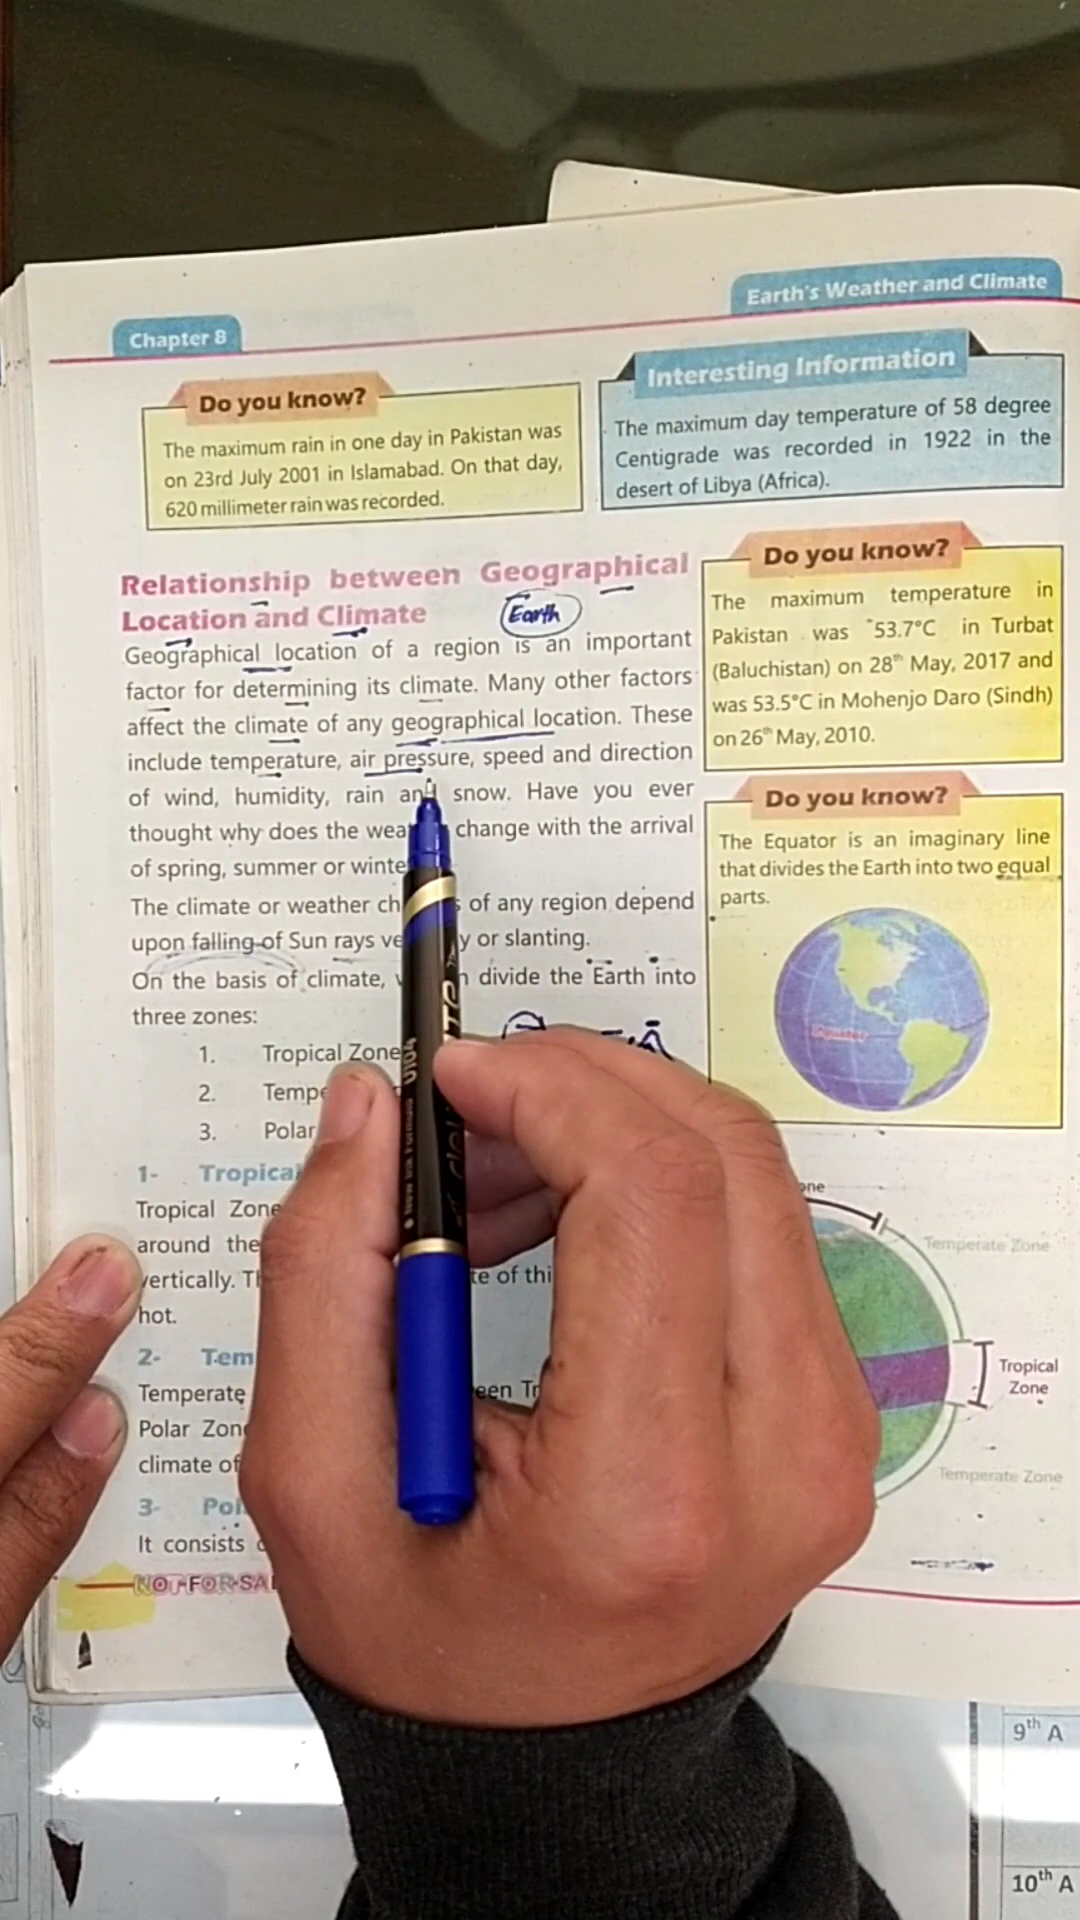 Earth's Weather and Climate
Chapter 8
Do you know?
The maximum rain in one day in Pakistan was
on 23rd July 2001 in Islamabad. On that day,
620 millimeter rain was recorded.
Interesting Information
The maximum day temperature of 58 degree
Centigrade was recorded in 1922 in the
desert of Libya (Africa).
Relationship between Geographical
Location and Climate
Earth
Geographical location of a region is an important
factor for determining its climate. Many other factors
affect the climate of any geographical location. These
include temperature, air pressure, speed and direction
of wind, humidity, rain and snow. Have you ever
thought why does the change with the arrival
of spring, summer or
The climate or weather of any region depend
upon falling of Sun rays or slanting.
On the basis of climate, divide the Earth into
three zones:
1. Tropical Zone
2.
3. Polar
1- Tropical
Tropical Zone
around the
vertically. of
hot.
2-
Temperate
Polar
climate of
3-
It consists
NOT FOR
Do you know?
The maximum temperature in
Pakistan was 53.7°C in Turbat
(Baluchistan) on 28th May, 2017 and
was 53.5°C in Mohenjo Daro (Sindh)
on 26th May, 2010.
Do you know?
The Equator is an imaginary line
that divides the Earth into two equal
parts.
Equator
Temperate Zone
Tropical
Zone
Temperate Zone
9th A
10th A